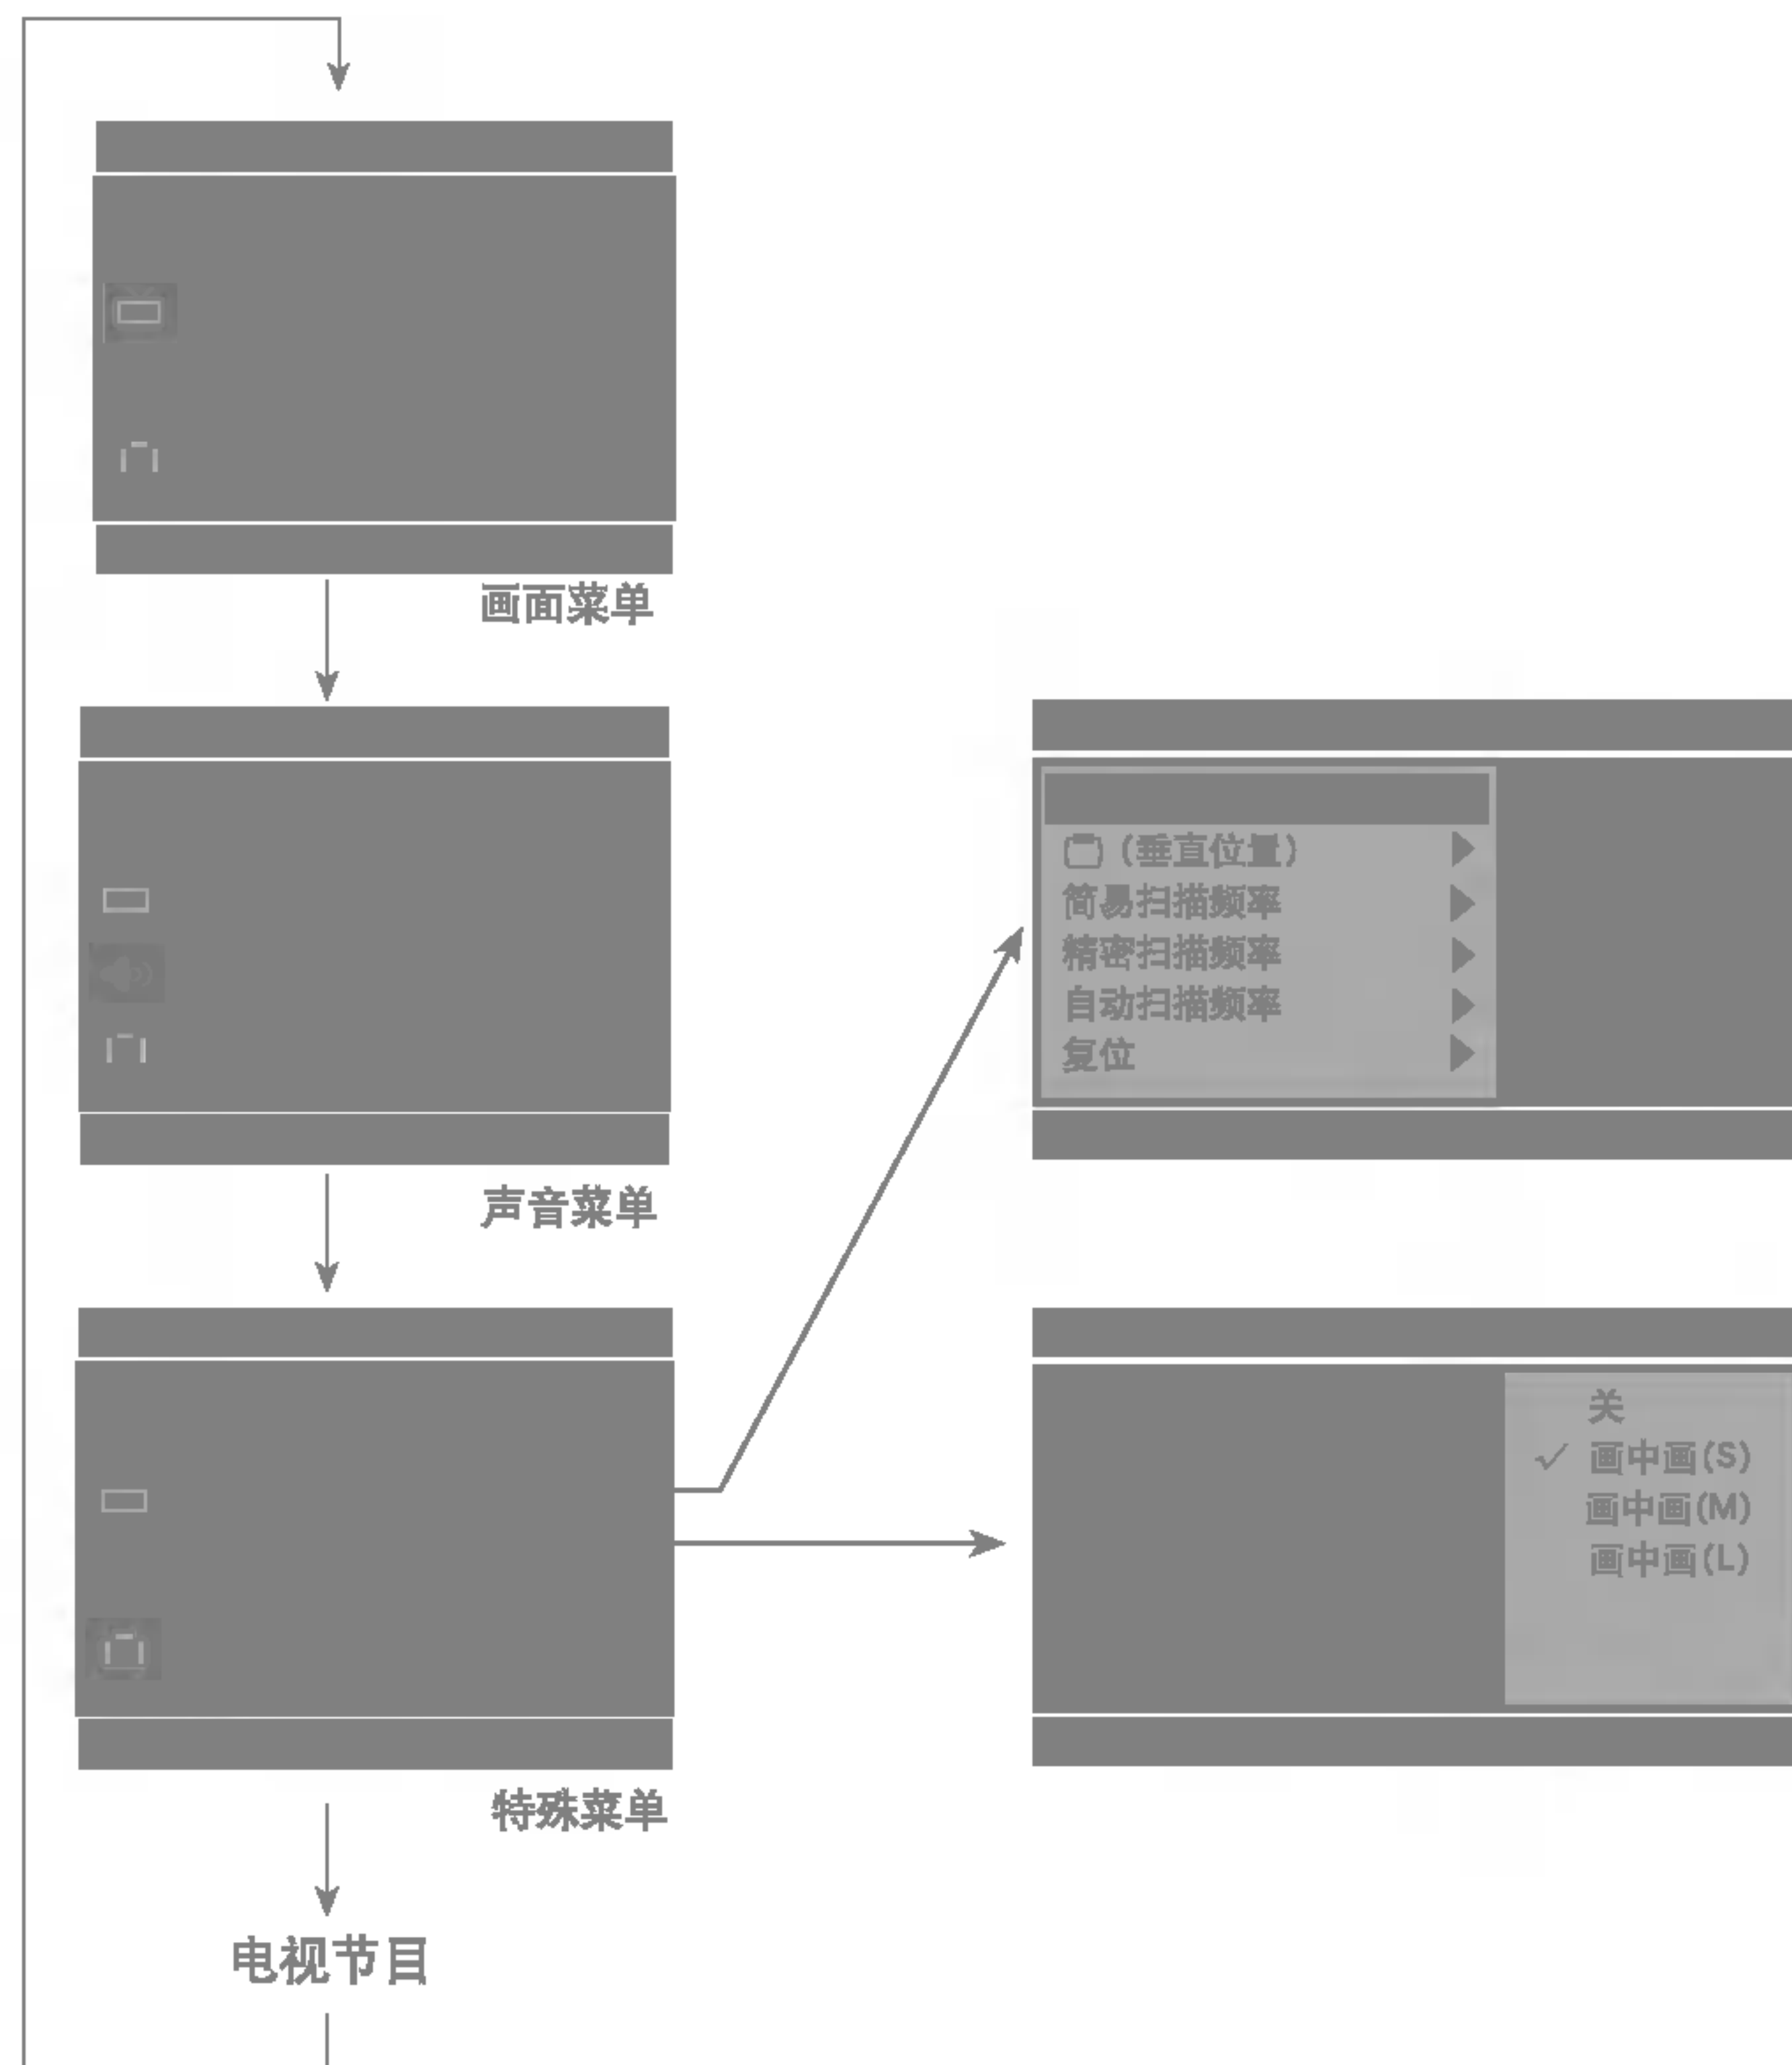 画面菜单
(垂直位置)
简易扫描频率
精密扫描频率
自动扫描频率
复位
声音菜单
关
✓ 画中画(S)
画中画(M)
画中画(L)
特殊菜单
电视节目